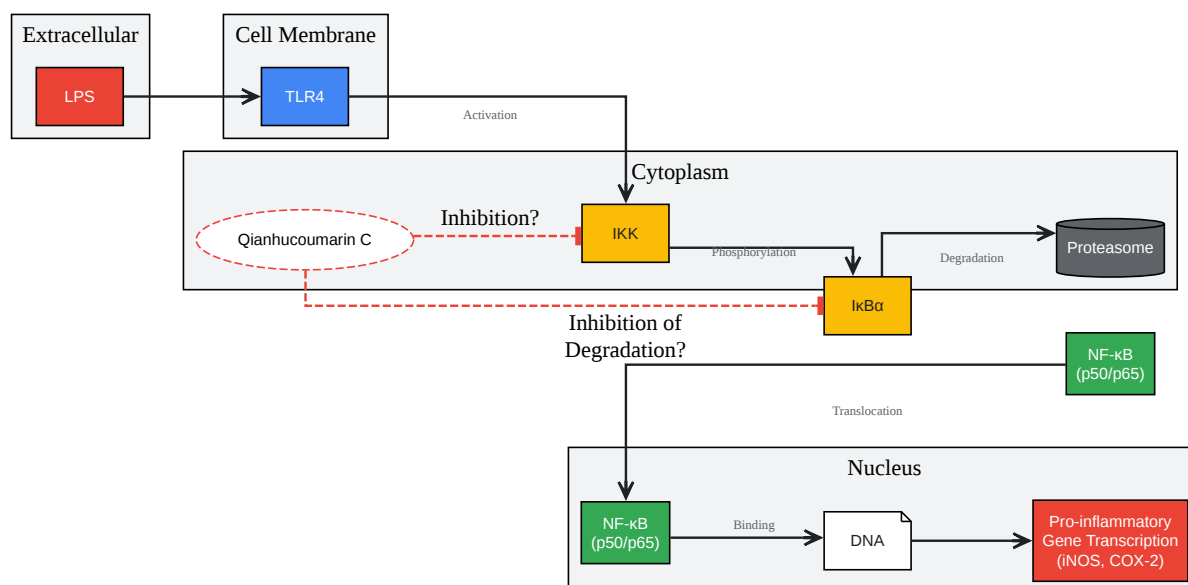 Extracellular
Cell Membrane
LPS
TLR4
Activation
Cytoplasm
Inhibition?
Qianhucoumarin C
IKK
Phosphorylation
Degradation
Proteasome
IκBα
Inhibition of
Degradation?
NF-κB
(p50/p65)
Translocation
Nucleus
NF-κB
(p50/p65)
Binding
DNA
Pro-inflammatory
Gene Transcription
(iNOS, COX-2)